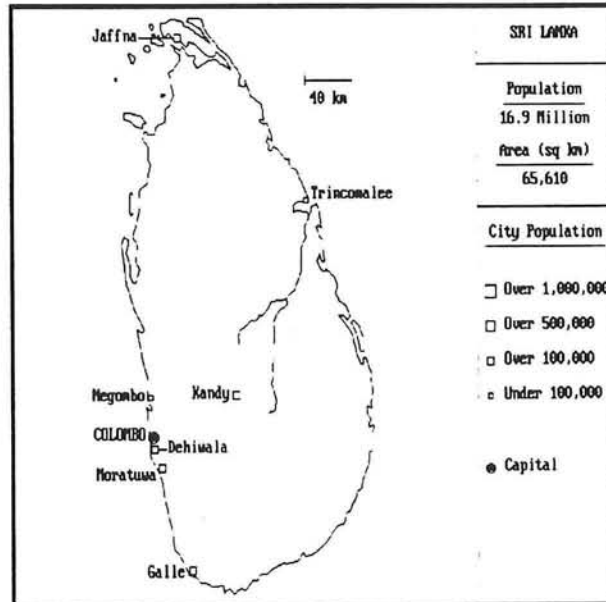 Jaffna
40 km
Trincomalee
Negombo
Kandy
COLOMBO
Dehiwala
Moratuwa
Galle
SRI LANKA
Population
16.9 Million
Area (sq km)
65,610
City Population
Over 1,000,000
Over 500,000
Over 100,000
Under 100,000
Capital